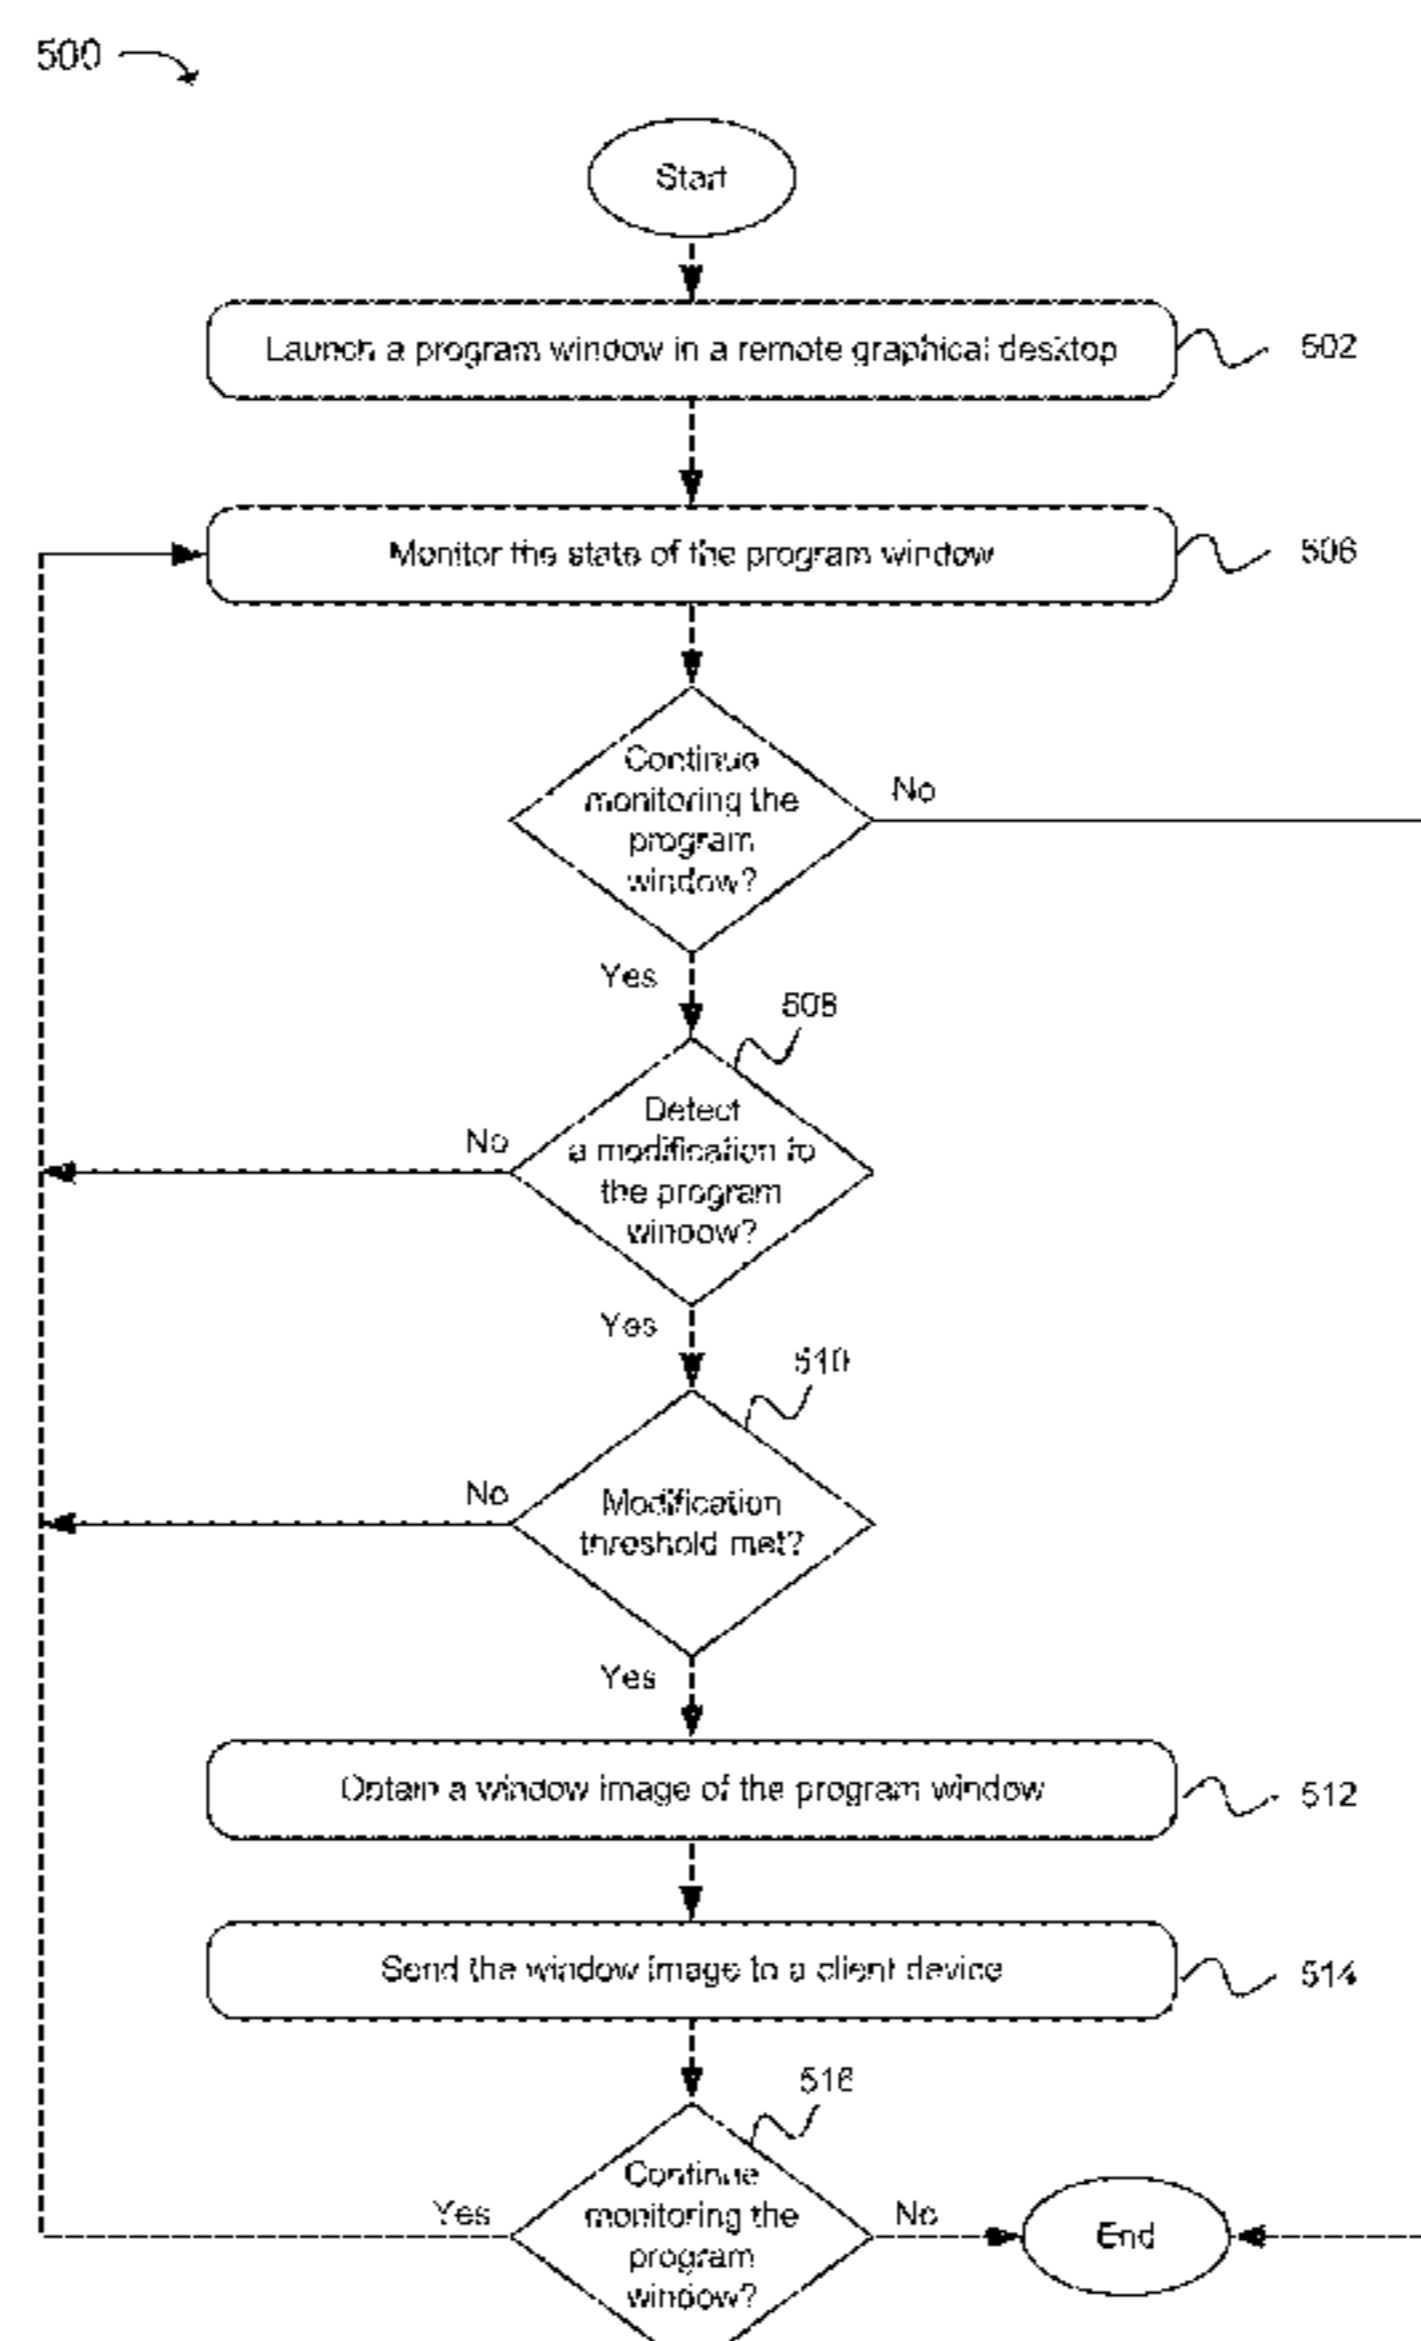 500
Start
Launch a program window in a remote graphical desktop
502
Monitor the state of the program window
506
Continue
monitoring the
program
window?
No
Yes
508
Detect
a modification to
the program
window?
No
Yes
510
Modification
threshold met?
No
Yes
Obtain a window image of the program window
512
Send the window image to a client device
514
516
Continue
monitoring the
program
window?
Yes
No
End